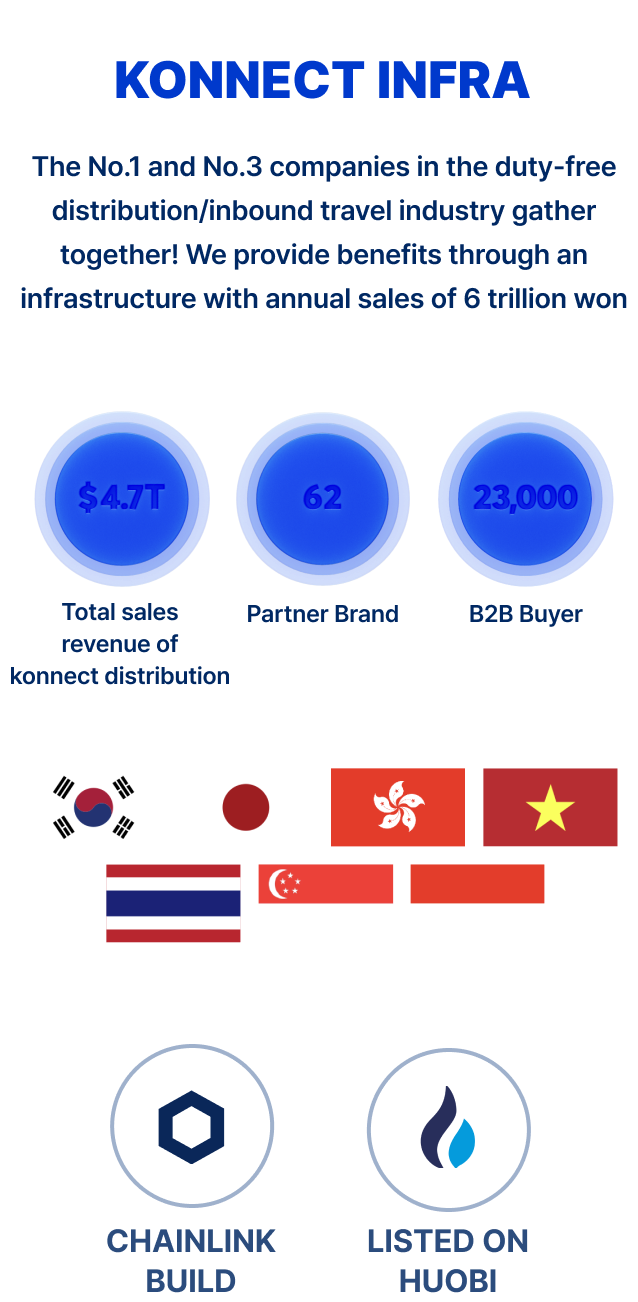 KONNECT INFRA
The No.1 and No.3 companies in the duty-free
distribution/inbound travel industry gather
together! We provide benefits through an
infrastructure with annual sales of 6 trillion won
$4.7T
62
23,000
Total sales
revenue of
konnect distribution
Partner Brand
B2B Buyer
CHAINLINK
BUILD
LISTED ON
HUOBI